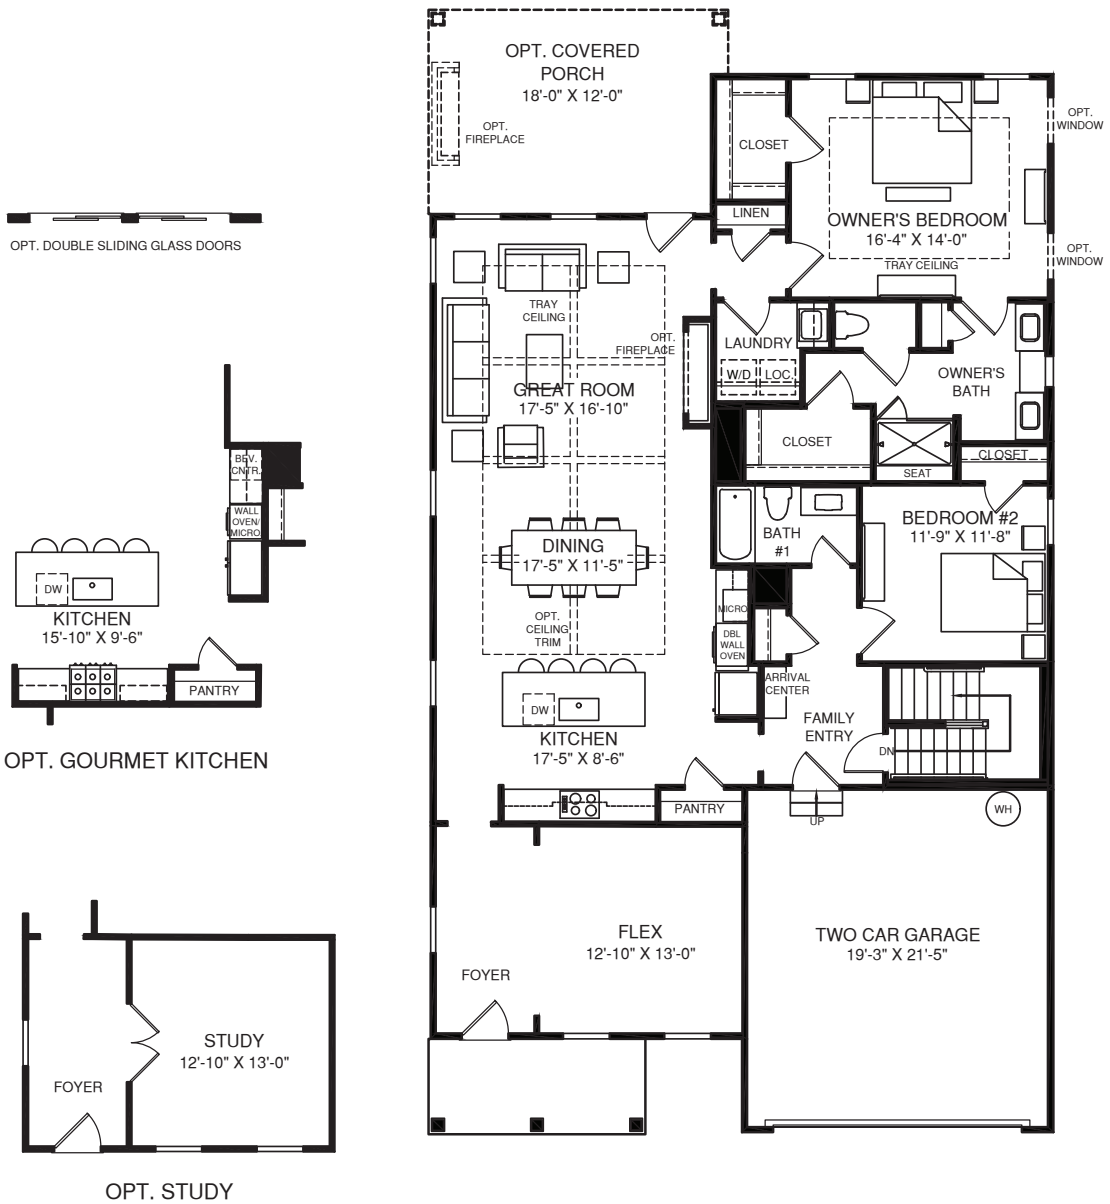 OPT. COVERED
PORCH
18'-0" X 12'-0"
OPT.
FIREPLACE
CLOSET
LINEN
OWNER'S BEDROOM
16'-4" X 14'-0"
TRAY CEILING
OPT.
WINDOW
OPT.
WINDOW
OPT. DOUBLE SLIDING GLASS DOORS
TRAY
CEILING
OPT.
FIREPLACE
GREAT ROOM
17'-5" X 16'-10"
LAUNDRY
W/D
LOC.
OWNER'S
BATH
CLOSET
SEAT
CLOSET
BATH
#1
BEDROOM #2
11'-9" X 11'-8"
DINING
17'-5" X 11'-5"
OPT.
CEILING
TRIM
MICRO
DBL
WALL
OVEN
ARRIVAL
CENTER
FAMILY
ENTRY
DN
DW
KITCHEN
17'-5" X 8'-6"
PANTRY
UP
WH
FLEX
12'-10" X 13'-0"
FOYER
TWO CAR GARAGE
19'-3" X 21'-5"
BEV.
CNTR.
WALL
OVEN/
MICRO
DW
KITCHEN
15'-10" X 9'-6"
PANTRY
OPT. GOURMET KITCHEN
STUDY
12'-10" X 13'-0"
FOYER
OPT. STUDY